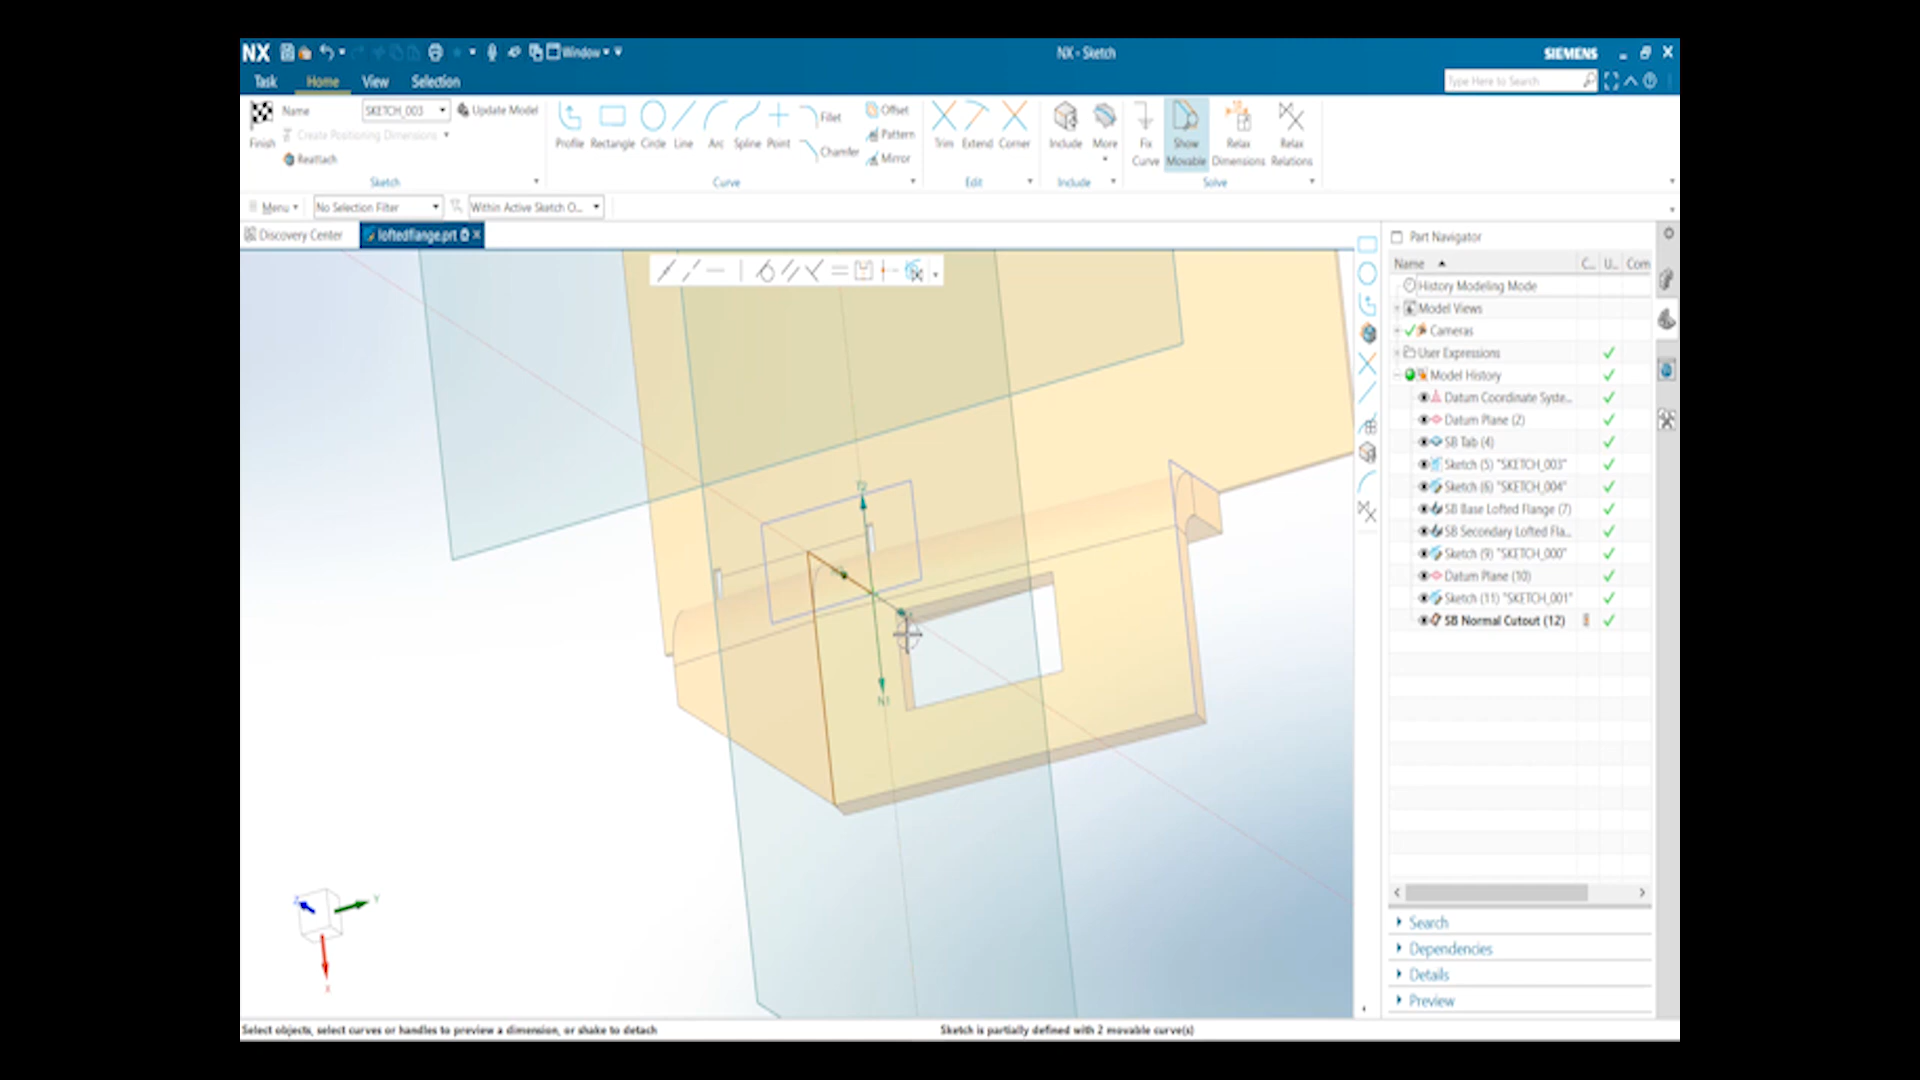 NX
Window
NX - Sketch
SIEMENS
Task
Home
View
Selection
Type Here to Search
Finish
Name
SKETCH_003
Update Model
Create Positioning Dimensions
Reattach
Sketch
Profile
Rectangle
Circle
Line
Arc
Spline
Point
Fillet
Chamfer
Offset
Pattern
Mirror
Curve
Trim
Extend
Corner
Edit
Include
More
Include
Fix
Curve
Show
Movable
Relax
Dimensions
Relax
Relations
Solve
Menu
No Selection Filter
Within Active Sketch O...
Discovery Center
loftedflange.prt
Part Navigator
Name
C...
U...
Com
History Modeling Mode
Model Views
Cameras
User Expressions
Model History
Datum Coordinate Syste...
Datum Plane (2)
SB Tab (4)
Sketch (5) "SKETCH_003"
Sketch (6) "SKETCH_004"
SB Base Lofted Flange (7)
SB Secondary Lofted Fla...
Sketch (9) "SKETCH_000"
Datum Plane (10)
Sketch (11) "SKETCH_001"
SB Normal Cutout (12)
Search
Dependencies
Details
Preview
Z
Y
X
Select objects, select curves or handles to preview a dimension, or shake to detach
Sketch is partially defined with 2 movable curve(s)